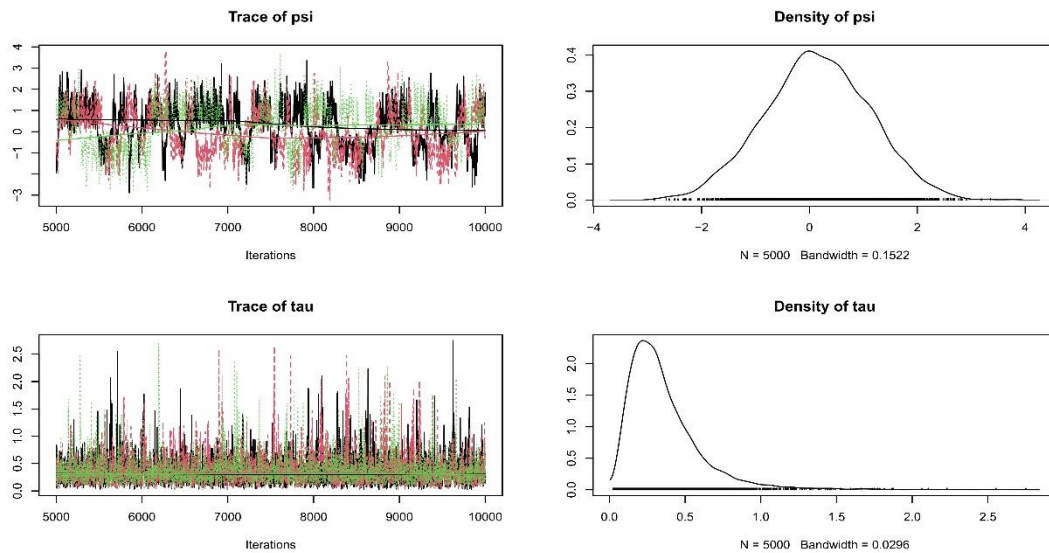 Trace of psi
4
3
2
1
0
−1
−3
5000 6000 7000 8000 9000 10000
Iterations
Density of psi
0.4
0.3
0.2
0.1
0.0
−4 −2 0 2 4
N = 5000 Bandwidth = 0.1522
Trace of tau
2.5
2.0
1.5
1.0
0.5
0.0
5000 6000 7000 8000 9000 10000
Iterations
Density of tau
2.0
1.5
1.0
0.5
0.0
0.0 0.5 1.0 1.5 2.0 2.5
N = 5000 Bandwidth = 0.0296